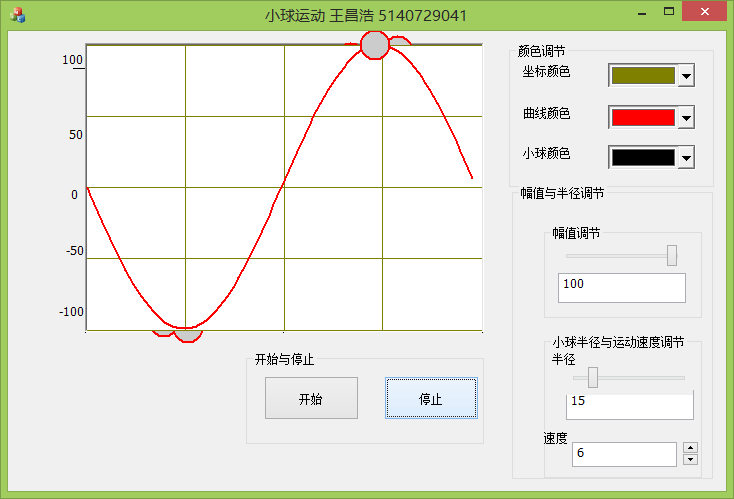 小球运动 王昌浩 5140729041
100
50
0
-50
-100
开始与停止
开始
停止
颜色调节
坐标颜色
曲线颜色
小球颜色
幅值与半径调节
幅值调节
100
小球半径与运动速度调节
半径
15
速度
6